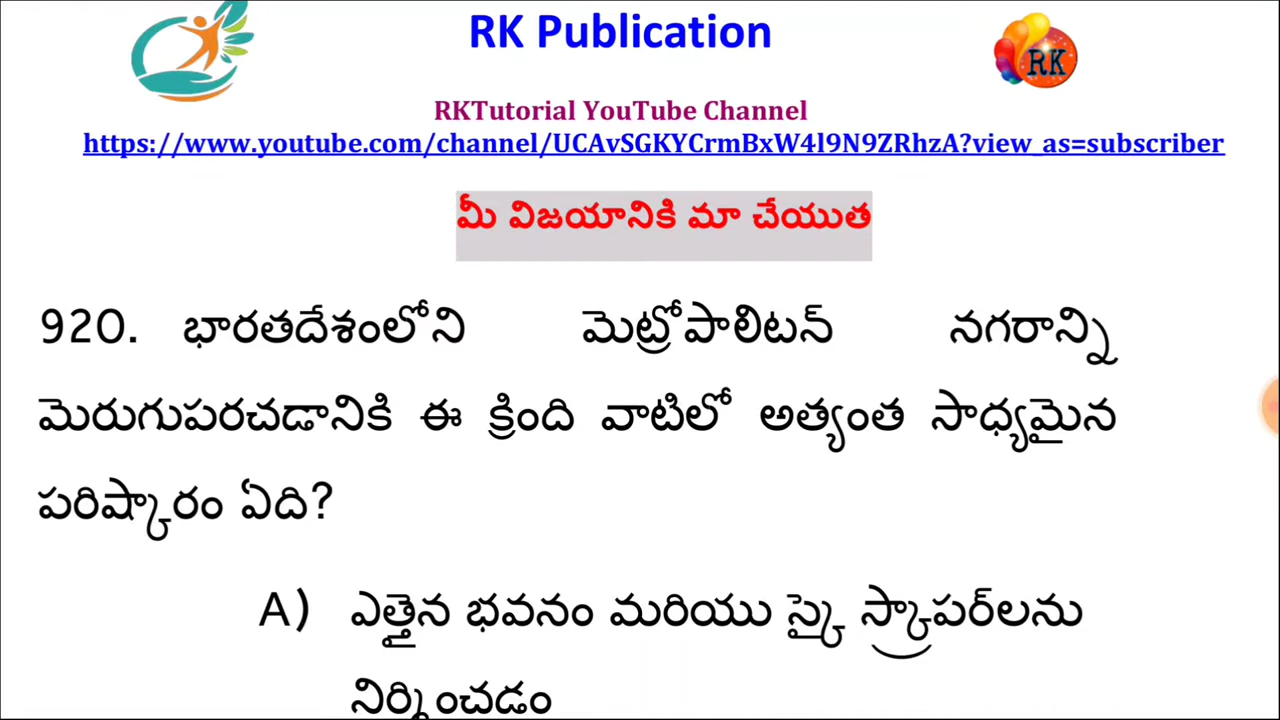 RK Publication
RK
RKTutorial YouTube Channel
https://www.youtube.com/channel/UCAvSGKYCrmBxW4l9N9ZRhzA?view_as=subscriber
మీ విజయానికి మా చేయుత
920. భారతదేశంలోని మెట్రోపాలిటన్ నగరాన్ని
మెరుగుపరచడానికి ఈ క్రింది వాటిలో అత్యంత సాధ్యమైన
పరిష్కారం ఏది?
A) ఎత్తైన భవనం మరియు స్కై స్క్రాపర్‌లను
నిర్మించడం